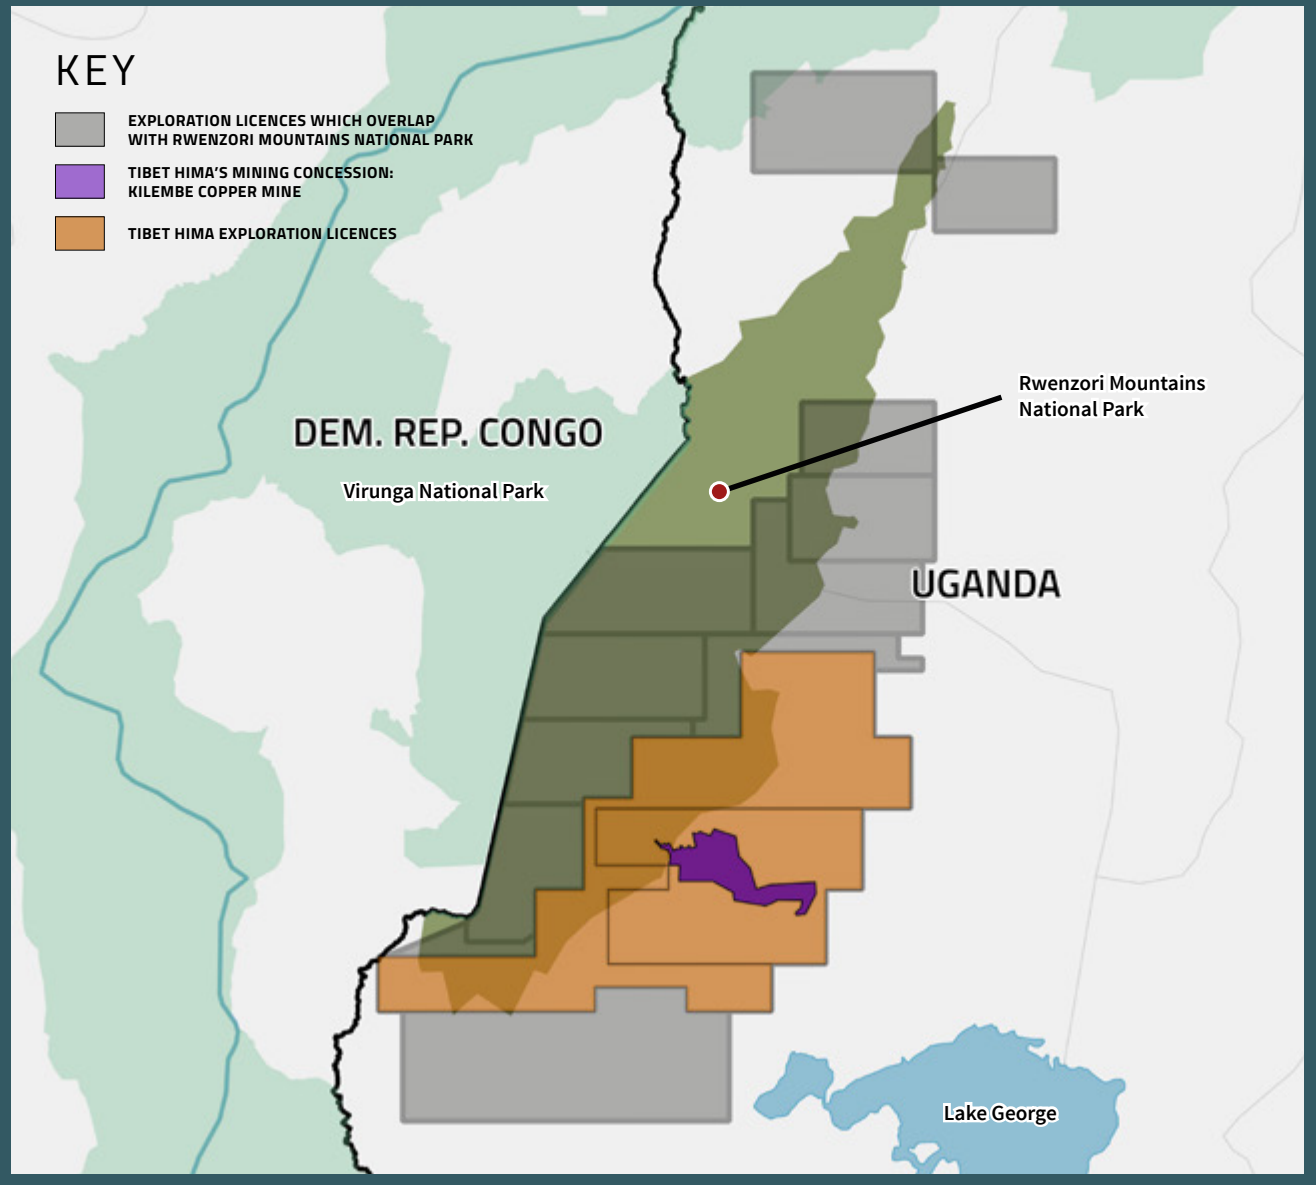 KEY
EXPLORATION LICENCES WHICH OVERLAP
WITH RWENZORI MOUNTAINS NATIONAL PARK
TIBET HIMA'S MINING CONCESSION:
KILEMBE COPPER MINE
TIBET HIMA EXPLORATION LICENCES
Rwenzori Mountains
National Park
DEM. REP. CONGO
Virunga National Park
UGANDA
Lake George